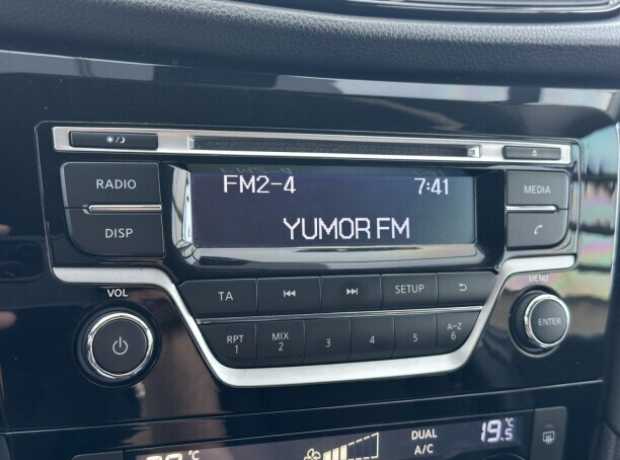 FM2-4 7:41
YUMOR FM
RADIO
MEDIA
DISP
VOL
TA
SETUP
MENU
RPT
1
MIX
2
3
4
5
A-Z
6
ENTER
DUAL
A/C
19.5
°C
°C